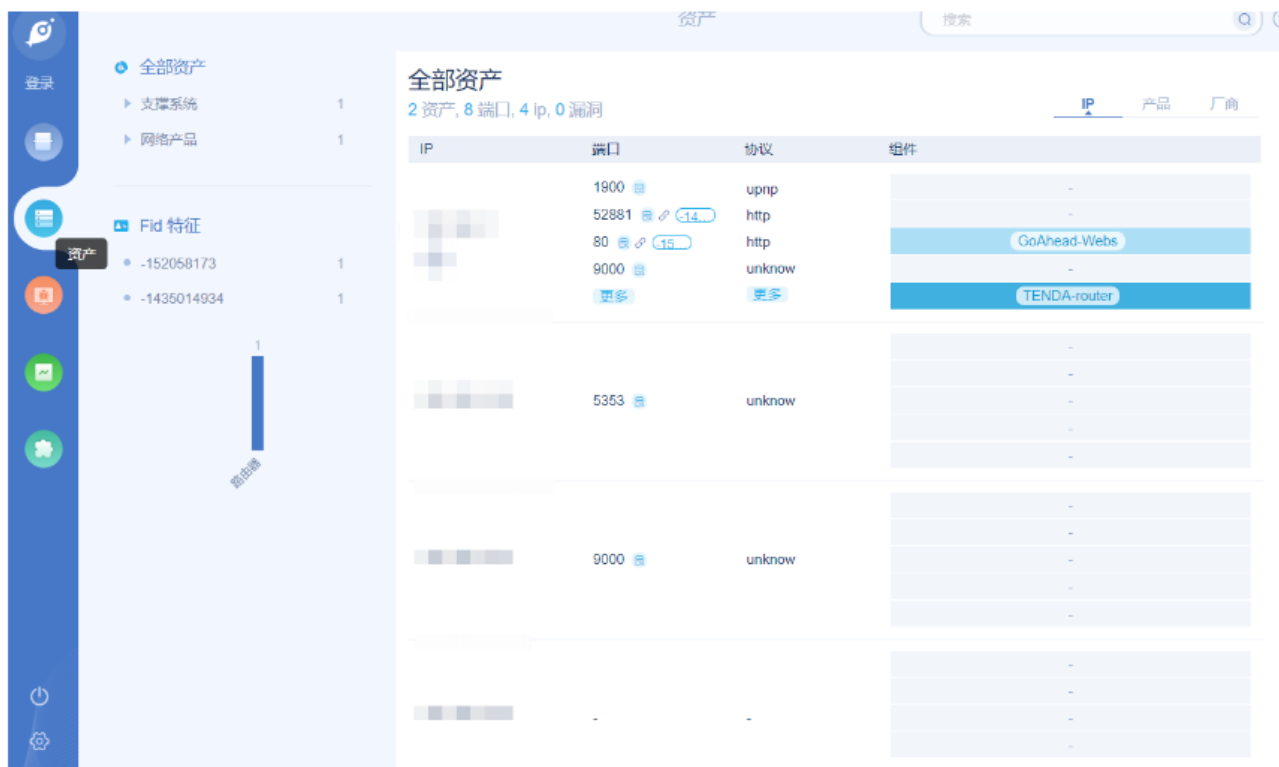 资产
搜索
登录
全部资产
支撑系统 1
网络产品 1
Fid 特征
-152058173 1
-1435014934 1
资产
1
路由器
全部资产
2 资产, 8 端口, 4 ip, 0 漏洞
IP 产品 厂商
IP 端口 协议 组件
1900 upnp -
52881 -14... http -
80 -15... http GoAhead-Webs
9000 unknow -
更多 更多 TENDA-router
-
-
5353 unknow -
-
-
-
-
9000 unknow -
-
-
-
-
- - -
-